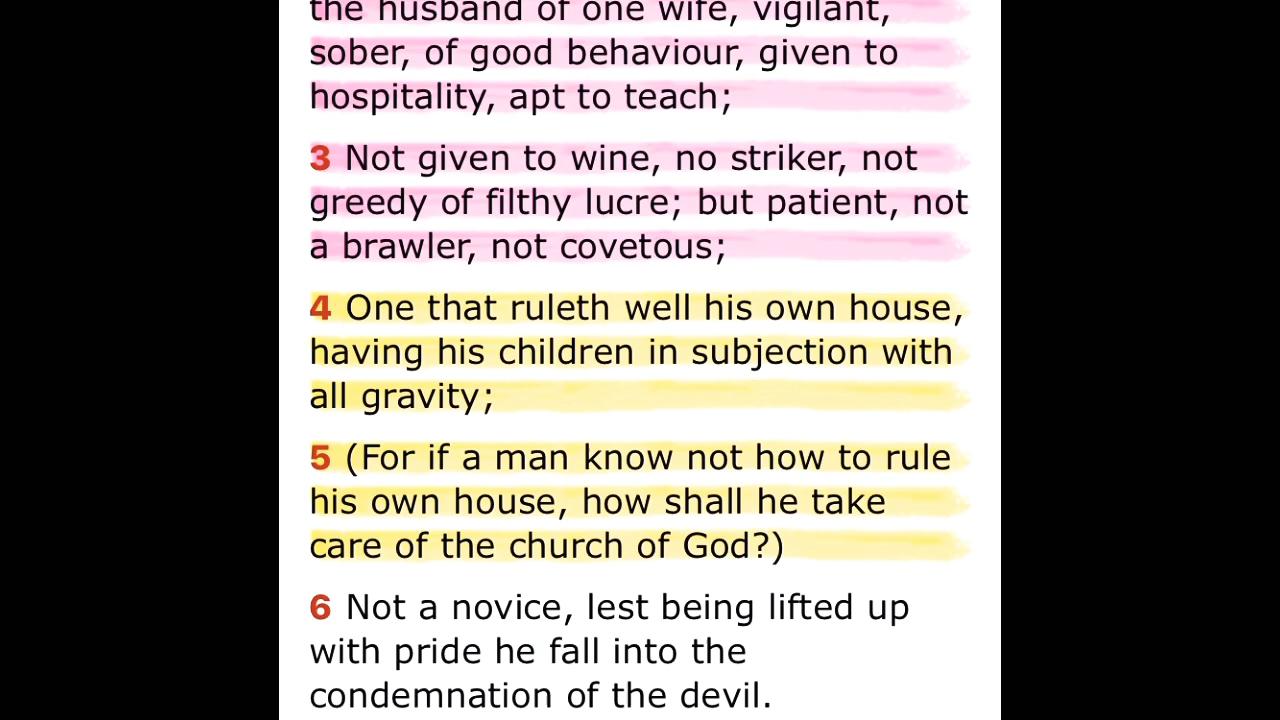 the husband of one wife, vigilant,
sober, of good behaviour, given to
hospitality, apt to teach;
3 Not given to wine, no striker, not
greedy of filthy lucre; but patient, not
a brawler, not covetous;
4 One that ruleth well his own house,
having his children in subjection with
all gravity;
5 (For if a man know not how to rule
his own house, how shall he take
care of the church of God?)
6 Not a novice, lest being lifted up
with pride he fall into the
condemnation of the devil.